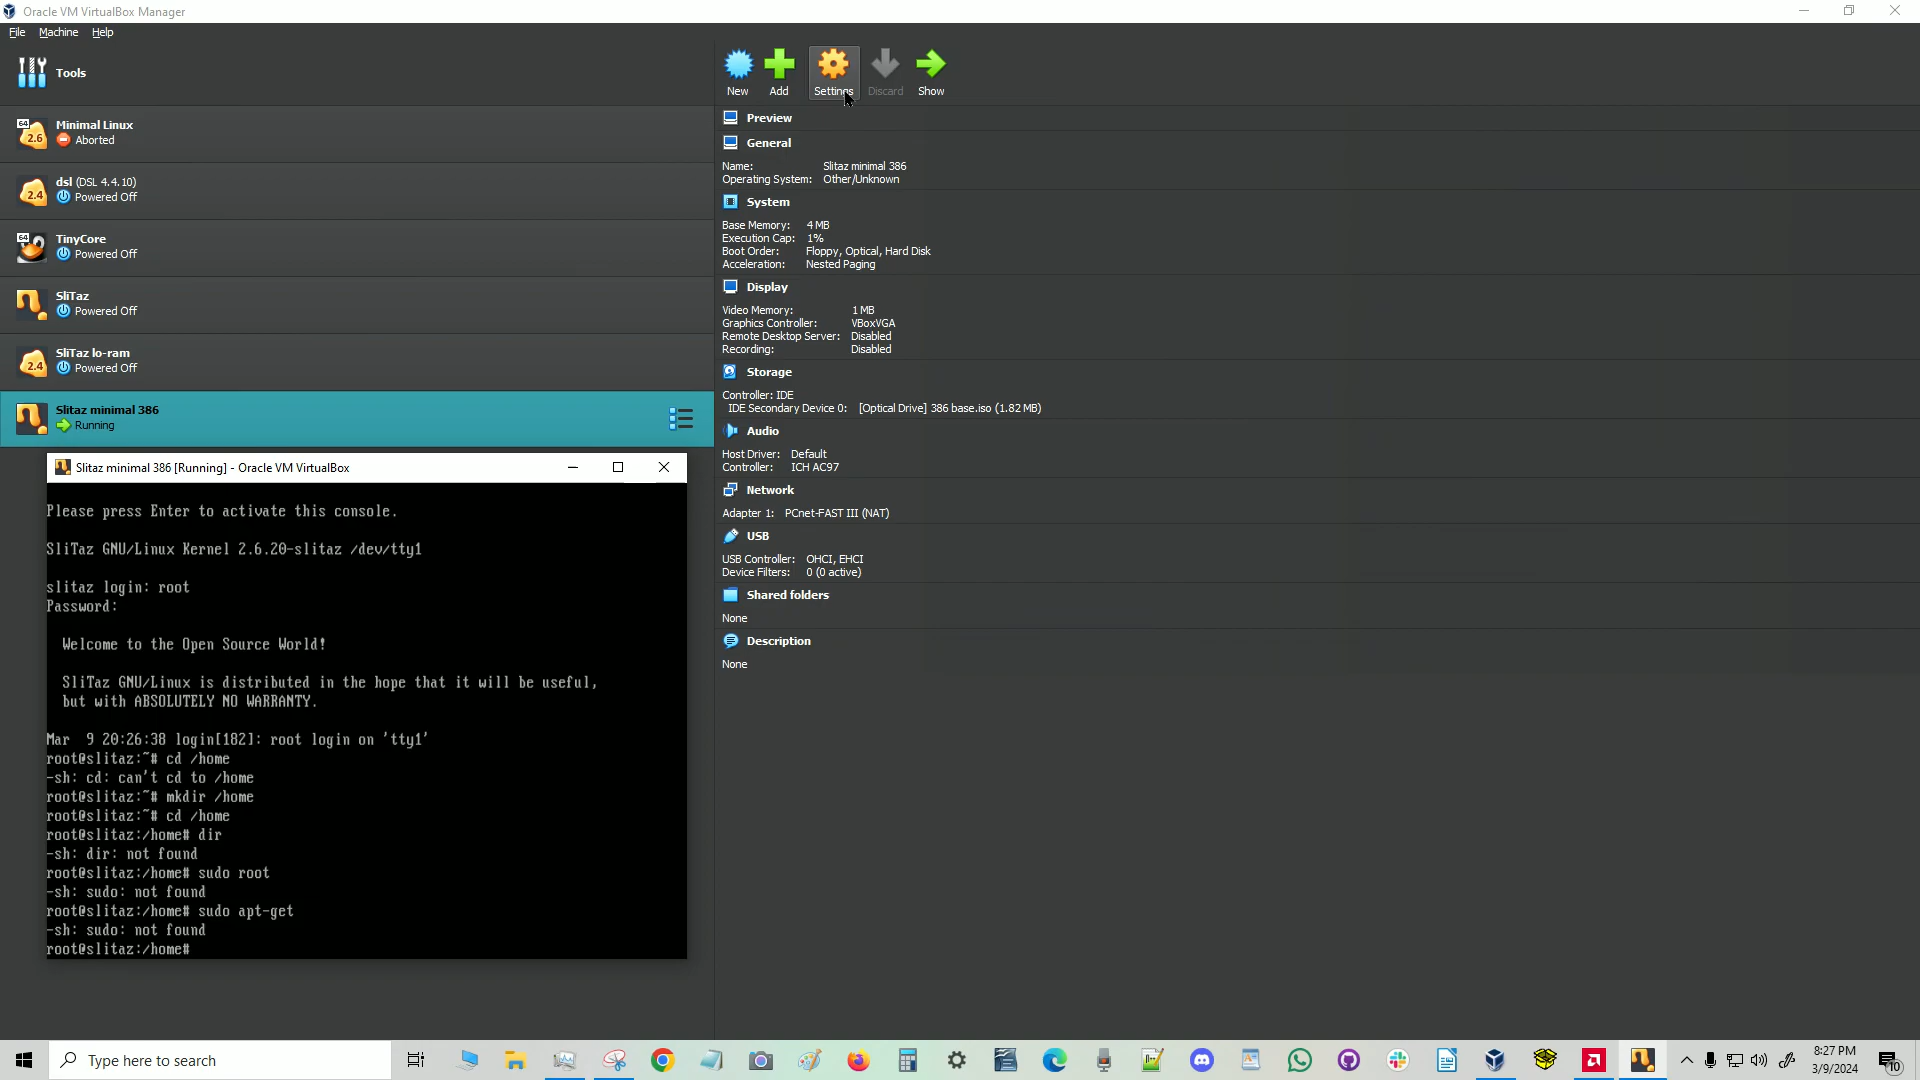 Oracle VM VirtualBox Manager
File Machine Help
Tools
New Add Settings Discard Show
64
2.6
Minimal Linux
Aborted
2.4
dsl (DSL 4.4.10)
Powered Off
64
TinyCore
Powered Off
SliTaz
Powered Off
2.4
SliTaz lo-ram
Powered Off
Slitaz minimal 386
Running
Preview
General
Name: Slitaz minimal 386
Operating System: Other/Unknown
System
Base Memory: 4 MB
Execution Cap: 1%
Boot Order: Floppy, Optical, Hard Disk
Acceleration: Nested Paging
Display
Video Memory: 1 MB
Graphics Controller: VBoxVGA
Remote Desktop Server: Disabled
Recording: Disabled
Storage
Controller: IDE
IDE Secondary Device 0: [Optical Drive] 386 base.iso (1.82 MB)
Audio
Host Driver: Default
Controller: ICH AC97
Network
Adapter 1: PCnet-FAST III (NAT)
USB
USB Controller: OHCI, EHCI
Device Filters: 0 (0 active)
Shared folders
None
Description
None
Slitaz minimal 386 [Running] - Oracle VM VirtualBox
Please press Enter to activate this console.
SliTaz GNU/Linux Kernel 2.6.20-slitaz /dev/tty1
slitaz login: root
Password:
Welcome to the Open Source World!
SliTaz GNU/Linux is distributed in the hope that it will be useful,
but with ABSOLUTELY NO WARRANTY.
Mar  9 20:26:38 login[182]: root login on 'tty1'
root@slitaz:~# cd /home
-sh: cd: can't cd to /home
root@slitaz:~# mkdir /home
root@slitaz:~# cd /home
root@slitaz:/home# dir
-sh: dir: not found
root@slitaz:/home# sudo root
-sh: sudo: not found
root@slitaz:/home# sudo apt-get
-sh: sudo: not found
root@slitaz:/home#
Type here to search
8:27 PM
3/9/2024
10